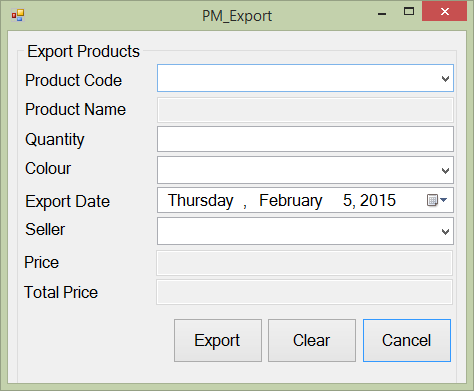 PM_Export
Export Products
Product Code
Product Name
Quantity
Colour
Export Date Thursday , February 5, 2015
Seller
Price
Total Price
Export Clear Cancel